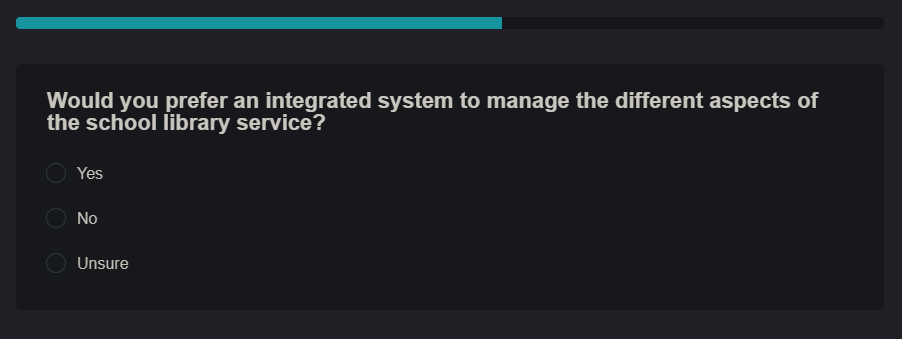 Would you prefer an integrated system to manage the different aspects of
the school library service?
Yes
No
Unsure